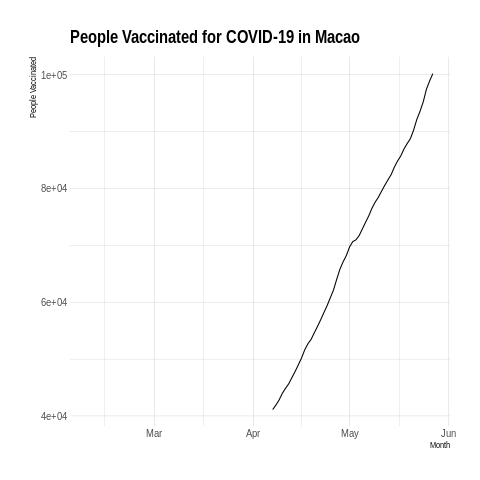 People Vaccinated for COVID-19 in Macao
People Vaccinated
1e+05
8e+04
6e+04
4e+04
Mar Apr May Jun
Month